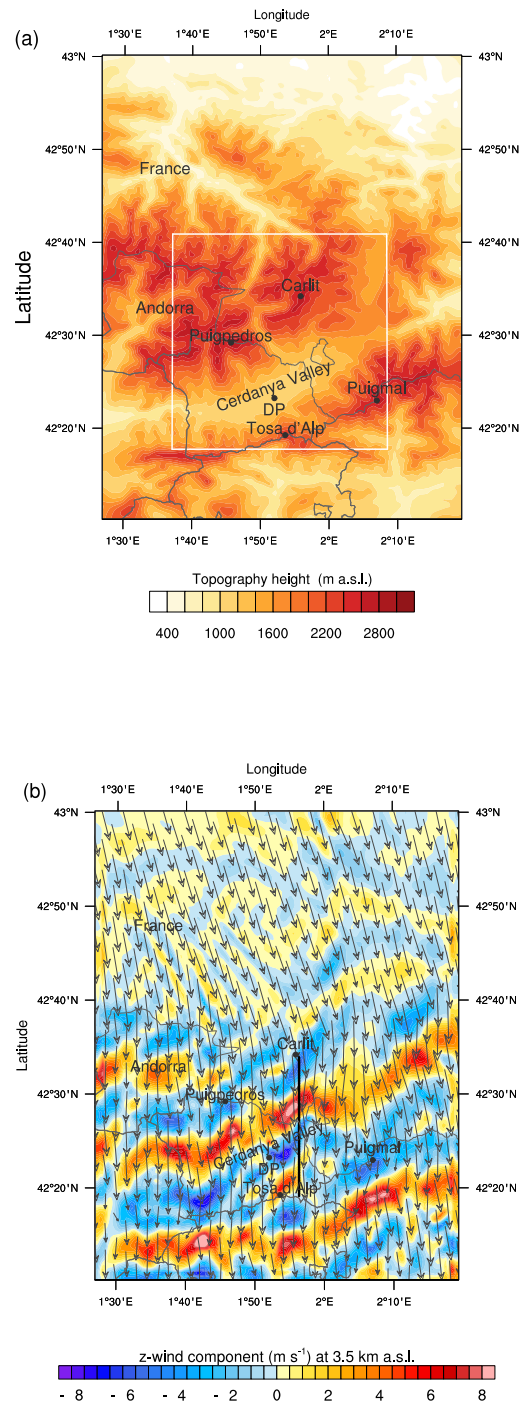 Longitude
(a)
1°30'E 1°40'E 1°50'E 2°E 2°10'E
43°N 43°N
42°50'N 42°50'N
France
42°40'N 42°40'N
Latitude
Carlit
Andorra
42°30'N 42°30'N
Puigpedros
Cerdanya Valley
Puigmal
DP
42°20'N Tosa d'Alp 42°20'N
1°30'E 1°40'E 1°50'E 2°E 2°10'E
Topography height (m a.s.l.)
400 1000 1600 2200 2800
Longitude
(b)
1°30'E 1°40'E 1°50'E 2°E 2°10'E
43°N 43°N
42°50'N 42°50'N
France
42°40'N 42°40'N
Latitude
Carlit
Andorra
42°30'N 42°30'N
Puigpedros
Cerdanya Valley
Puigmal
DP
42°20'N Tosa d'Alp 42°20'N
1°30'E 1°40'E 1°50'E 2°E 2°10'E
z-wind component (m s⁻¹) at 3.5 km a.s.l.
- 8 - 6 - 4 - 2 0 2 4 6 8